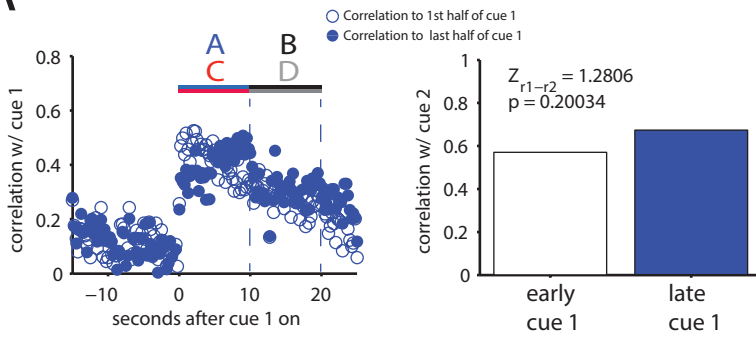 Correlation to 1st half of cue 1
Correlation to last half of cue 1
A B
C D
0.8
0.6
0.4
0.2
0
correlation w/ cue 1
−10 0 10 20
seconds after cue 1 on
Z r1−r2 = 1.2806
p = 0.20034
1
0.8
0.6
0.4
0.2
0
correlation w/ cue 2
early cue 1
late cue 1